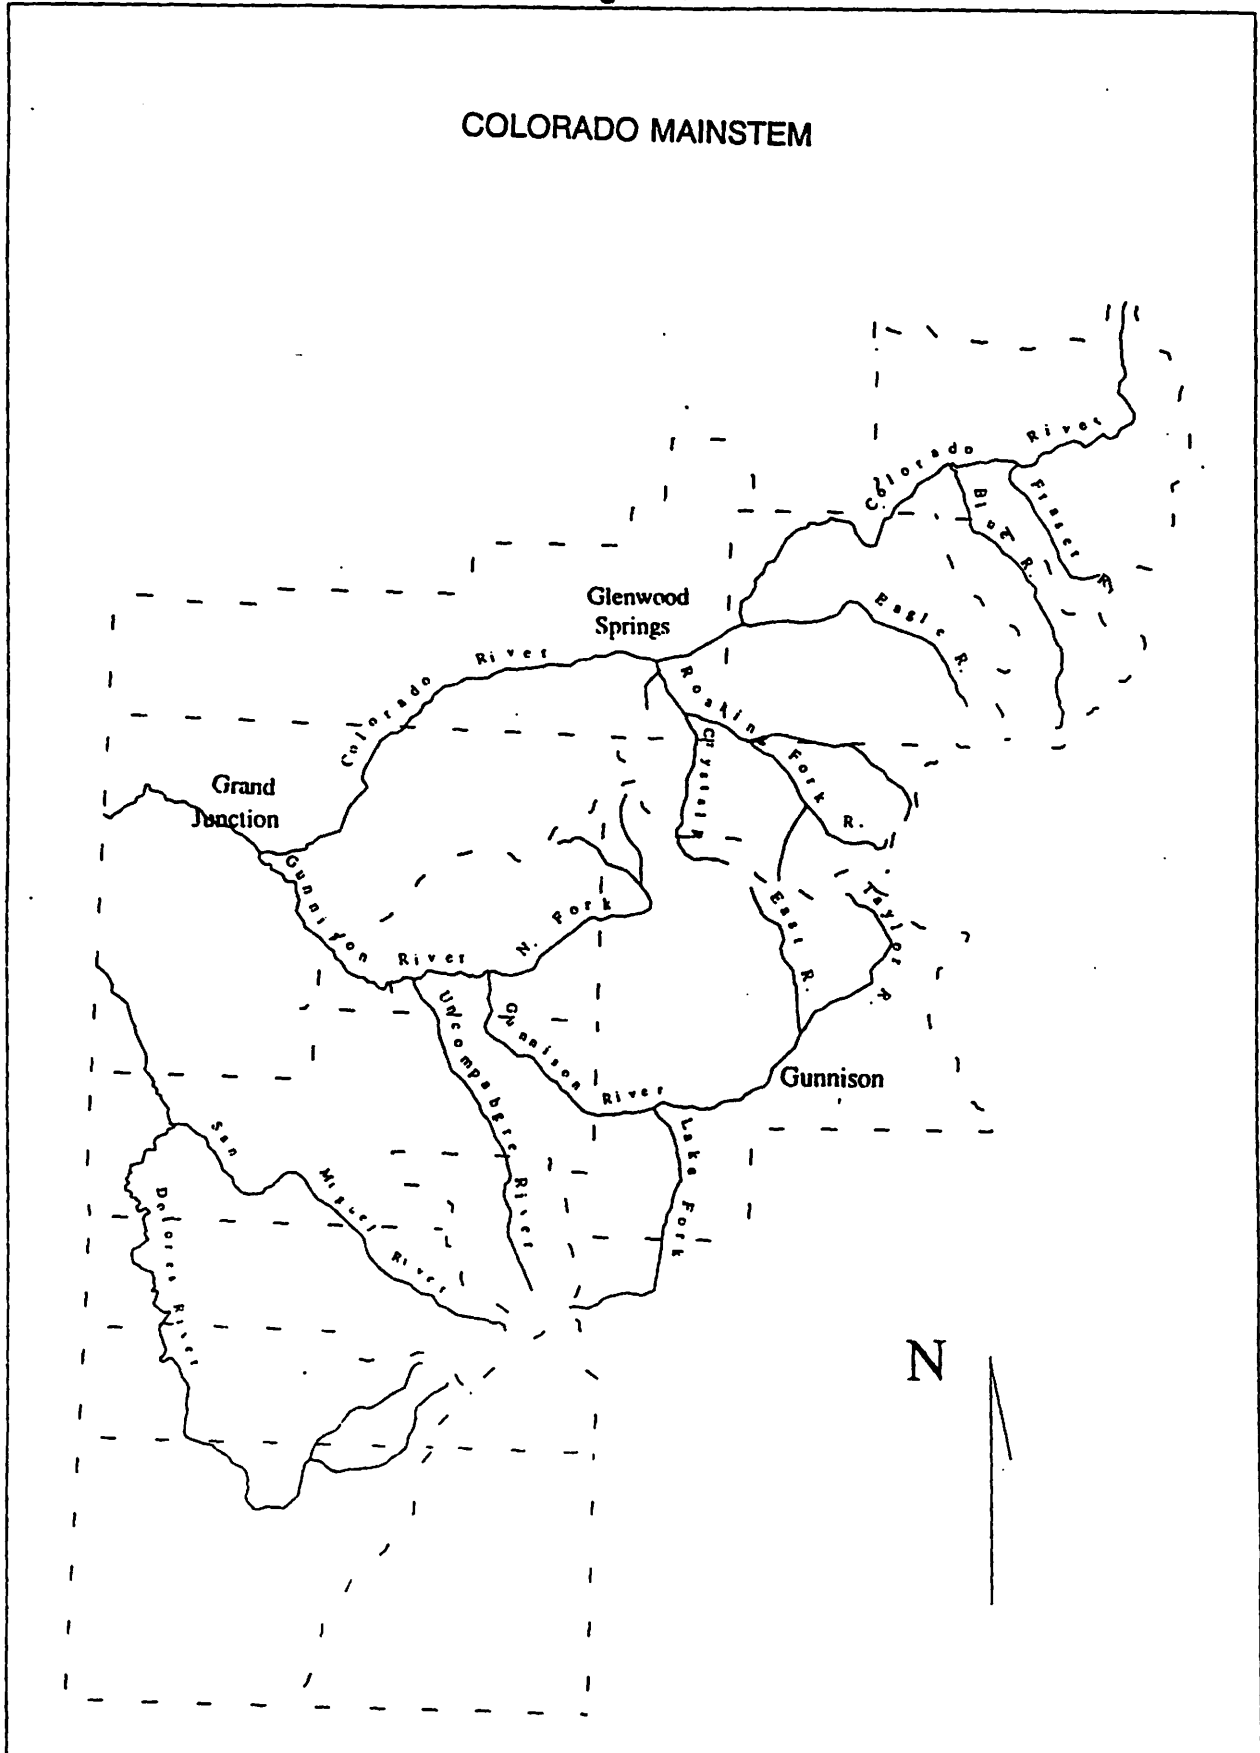 COLORADO MAINSTEM
Colorado River
Fraser R.
Blue R.
Eagle R.
Glenwood
Springs
Colorado River
Roaring Fork R.
Crystal R.
Grand
Junction
Gunnison River
N. Fork
East R.
Taylor R.
Uncompahgre River
Gunnison River
Gunnison
Lake Fork
San Miguel River
Dolores River
N